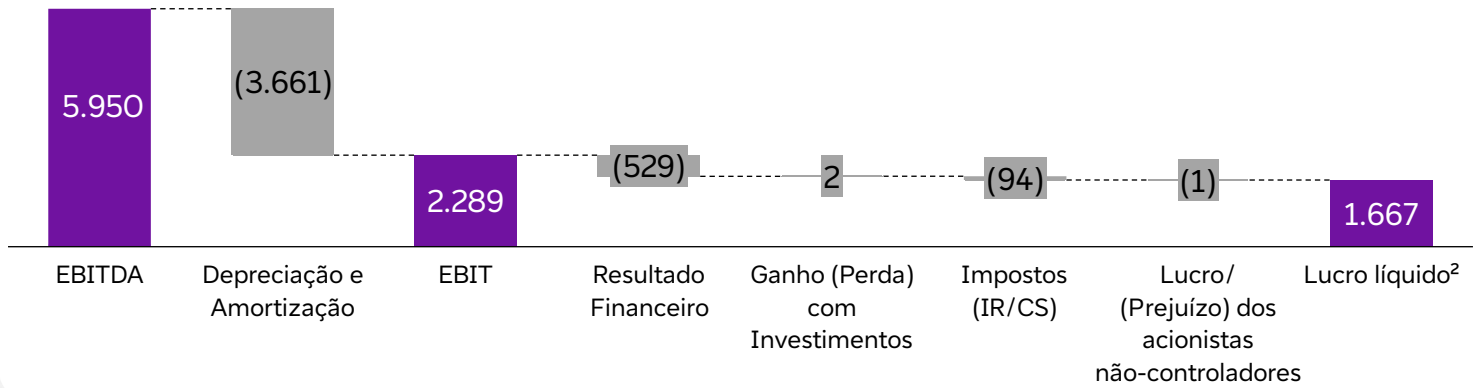 5.950
(3.661)
2.289
(529)
2
(94)
(1)
1.667
EBITDA
Depreciação e
Amortização
EBIT
Resultado
Financeiro
Ganho (Perda)
com
Investimentos
Impostos
(IR/CS)
Lucro/
(Prejuízo) dos
acionistas
não-controladores
Lucro líquido²